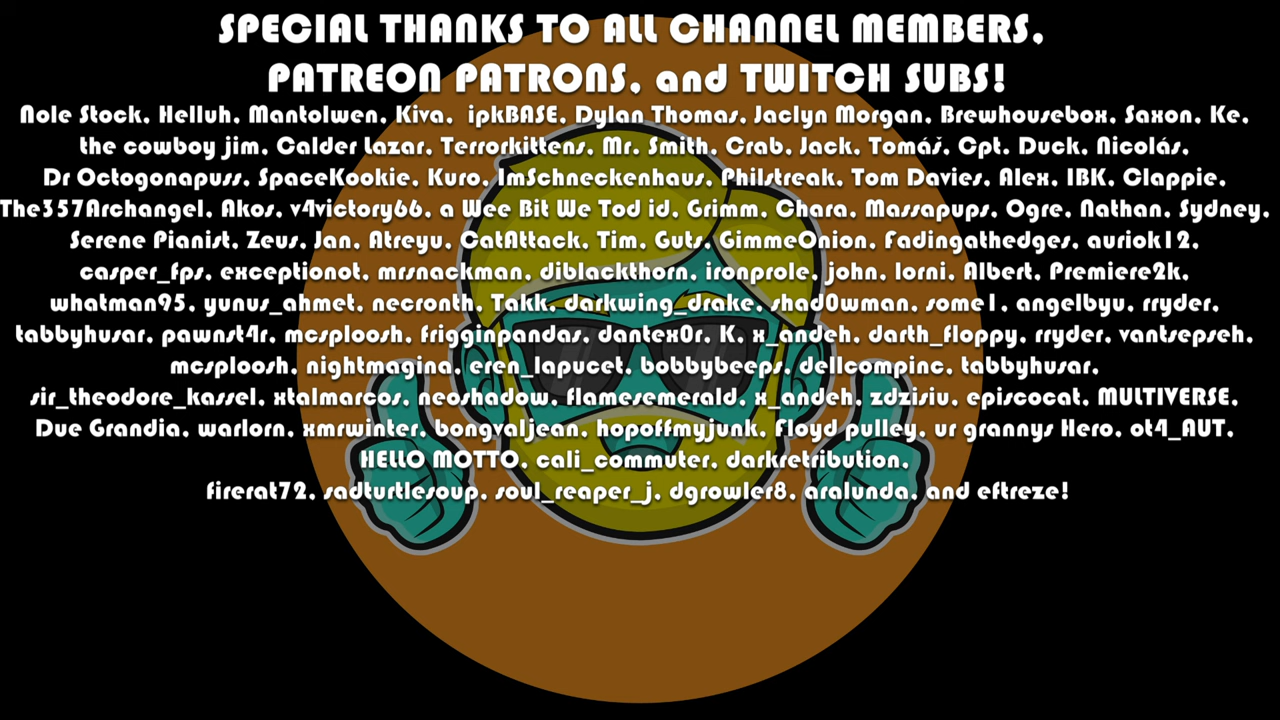 SPECIAL THANKS TO ALL CHANNEL MEMBERS,
PATREON PATRONS, and TWITCH SUBS!
Nole Stock, Helluh, Mantolwen, Kiva, ipkBASE, Dylan Thomas, Jaclyn Morgan, Brewhousebox, Saxon, Ke,
the cowboy jim, Calder Lazar, Terrorkittens, Mr. Smith, Crab, Jack, Tomáš, Cpt. Duck, Nicolás,
Dr Octogonapuss, SpaceKookie, Kuro, ImSchneckenhaus, Philstreak, Tom Davies, Alex, IBK, Clappie,
The357Archangel, Akos, v4victory66, a Wee Bit We Tod id, Grimm, Chara, Massapups, Ogre, Nathan, Sydney,
Serene Pianist, Zeus, Jan, Atreyu, CatAttack, Tim, Guts, GimmeOnion, Fadingathedges, auriok12,
casper_fps, exceptionot, mrsnackman, diblackthorn, ironprole, john, lorni, Albert, Premiere2k,
whatman95, yunus_ahmet, necronth, Takk, darkwing_drake, shad0wman, some1, angelbyu, rryder,
tabbyhusar, pawnst4r, mcsploosh, frigginpandas, dantex0r, K, x_andeh, darth_floppy, rryder, vantsepseh,
mcsploosh, nightmagina, eren_lapucet, bobbybeeps, dellcompinc, tabbyhusar,
sir_theodore_kassel, xtalmarcos, neoshadow, flamesemerald, x_andeh, zdzisiu, episcocat, MULTIVERSE,
Due Grandia, warlorn, xmrwinter, bongvaljean, hopoffmyjunk, Floyd pulley, ur grannys Hero, ot4_AUT,
HELLO MOTTO, cali_commuter, darkretribution,
firerat72, sadturtlesoup, soul_reaper_j, dgrowler8, aralunda, and eftreze!